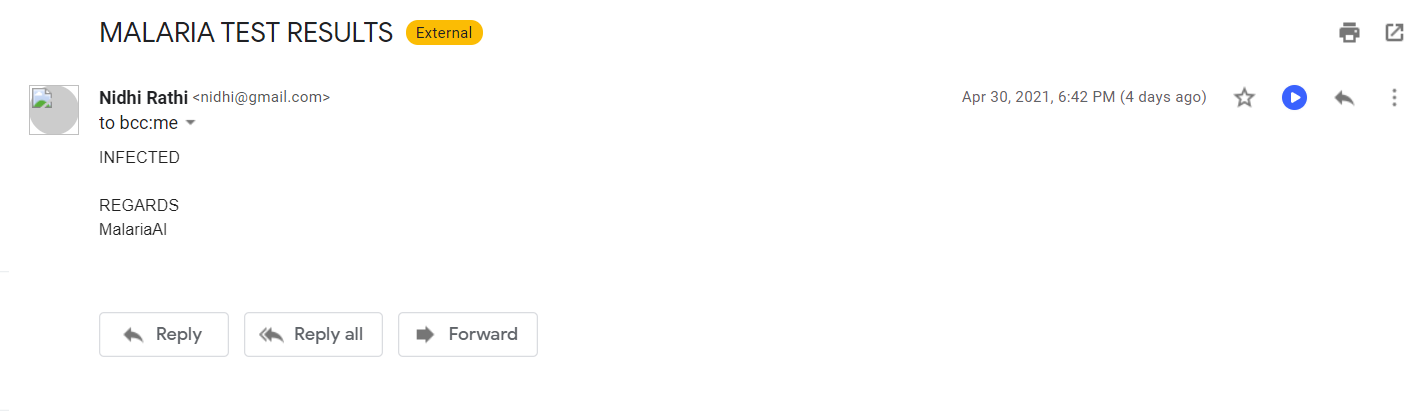 MALARIA TEST RESULTS External
Nidhi Rathi <nidhi@gmail.com> Apr 30, 2021, 6:42 PM (4 days ago)
to bcc:me
INFECTED
REGARDS
MalariaAI
Reply Reply all Forward